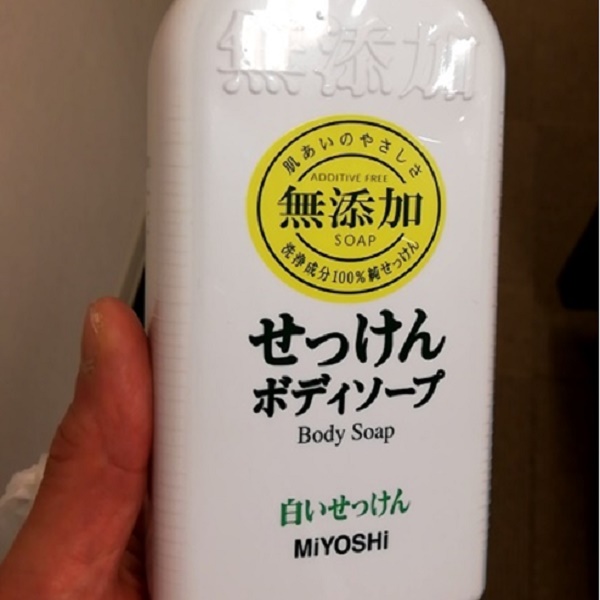 無添加
肌あいのやさしさ
ADDITIVE FREE
無添加
SOAP
洗浄成分100%純せっけん
せっけん
ボディソープ
Body Soap
白いせっけん
MiYOSHi